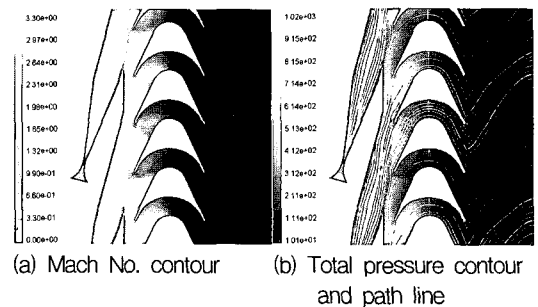 3.30e+00
2.97e+00
2.64e+00
2.31e+00
1.98e+00
1.65e+00
1.32e+00
9.90e-01
6.60e-01
3.30e-01
0.00e+00
1.02e+03
9.15e+02
8.15e+02
7.14e+02
6.14e+02
5.13e+02
4.12e+02
3.12e+02
2.11e+02
1.11e+02
1.01e+01
(a) Mach No. contour
(b) Total pressure contour
and path line